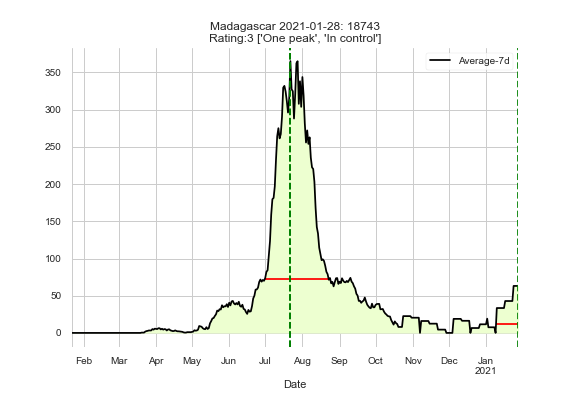 Madagascar 2021-01-28: 18743
Rating:3 ['One peak', 'In control']
Average-7d
350
300
250
200
150
100
50
0
Feb Mar Apr May Jun Jul Aug Sep Oct Nov Dec Jan
2021
Date